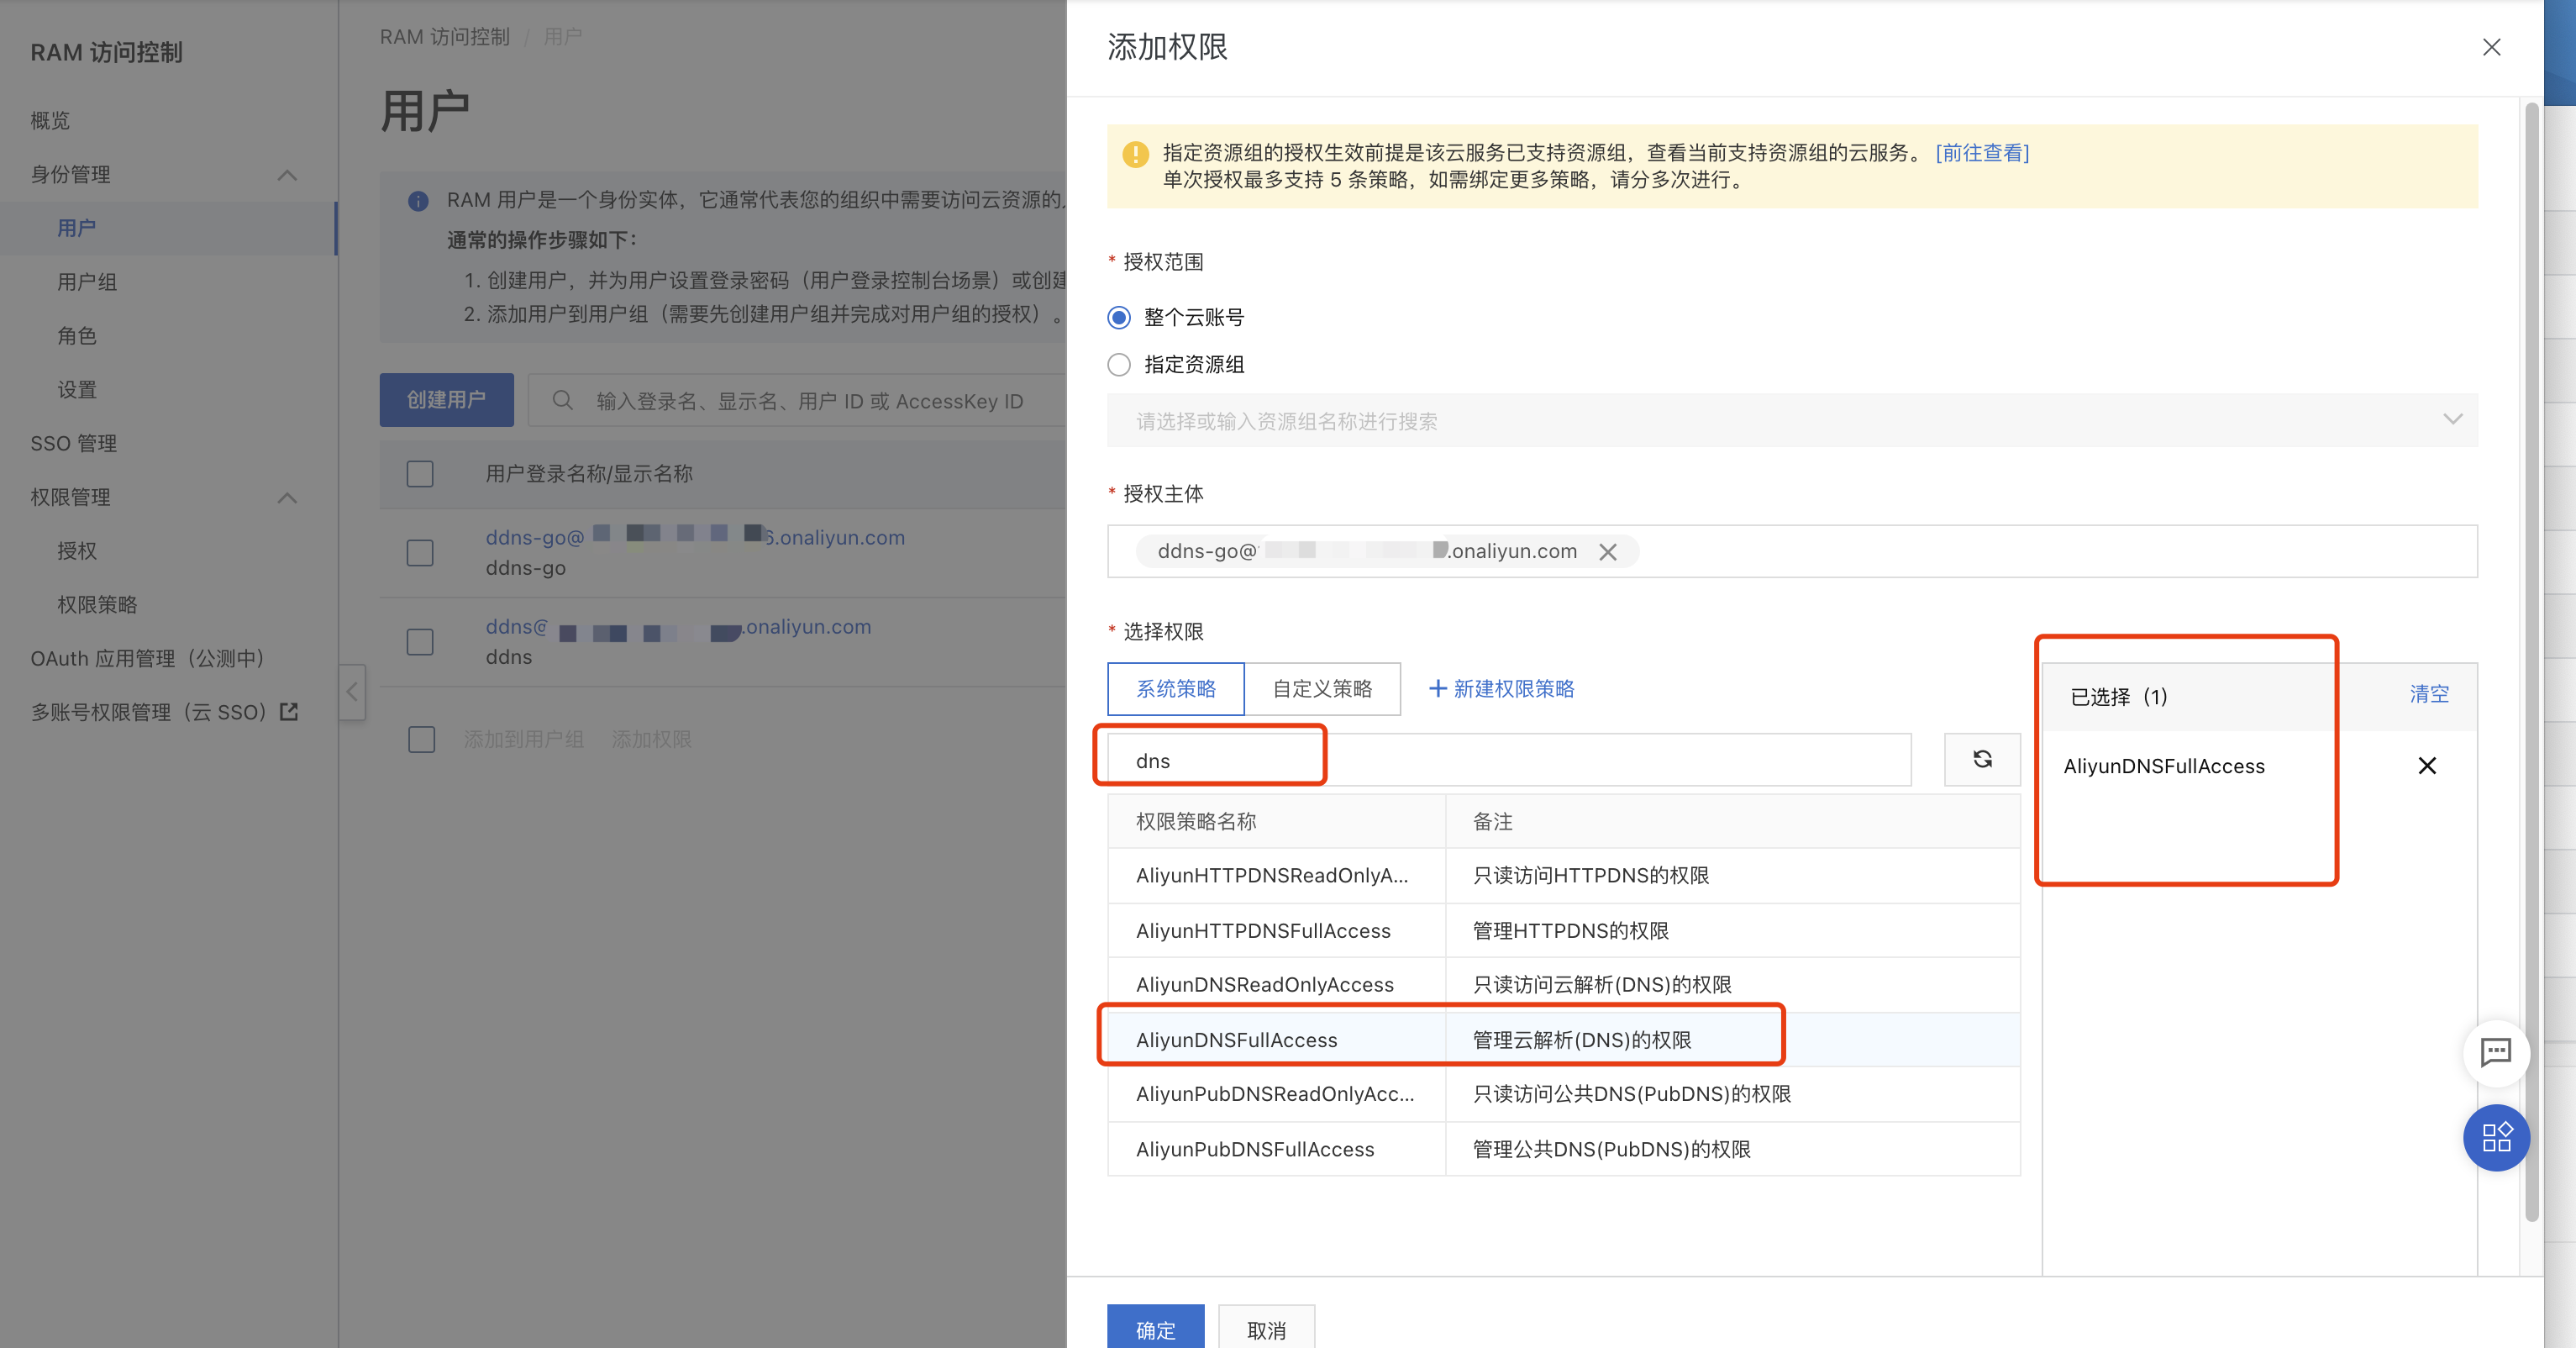 RAM 访问控制
概览
身份管理
用户
用户组
角色
设置
SSO 管理
权限管理
授权
权限策略
OAuth 应用管理（公测中）
多账号权限管理（云 SSO）
RAM 访问控制 / 用户
用户
RAM 用户是一个身份实体，它通常代表您的组织中需要访问云资源的
通常的操作步骤如下：
1. 创建用户，并为用户设置登录密码（用户登录控制台场景）或创建
2. 添加用户到用户组（需要先创建用户组并完成对用户组的授权）。
创建用户
输入登录名、显示名、用户 ID 或 AccessKey ID
用户登录名称/显示名称
ddns-go@ .onaliyun.com
ddns-go
ddns@ .onaliyun.com
ddns
添加到用户组 添加权限
添加权限
指定资源组的授权生效前提是该云服务已支持资源组，查看当前支持资源组的云服务。 [前往查看]
单次授权最多支持 5 条策略，如需绑定更多策略，请分多次进行。
* 授权范围
整个云账号
指定资源组
请选择或输入资源组名称进行搜索
* 授权主体
ddns-go@ .onaliyun.com
* 选择权限
系统策略 自定义策略 + 新建权限策略
dns
权限策略名称 备注
AliyunHTTPDNSReadOnlyA... 只读访问HTTPDNS的权限
AliyunHTTPDNSFullAccess 管理HTTPDNS的权限
AliyunDNSReadOnlyAccess 只读访问云解析(DNS)的权限
AliyunDNSFullAccess 管理云解析(DNS)的权限
AliyunPubDNSReadOnlyAcc... 只读访问公共DNS(PubDNS)的权限
AliyunPubDNSFullAccess 管理公共DNS(PubDNS)的权限
已选择（1） 清空
AliyunDNSFullAccess
确定 取消